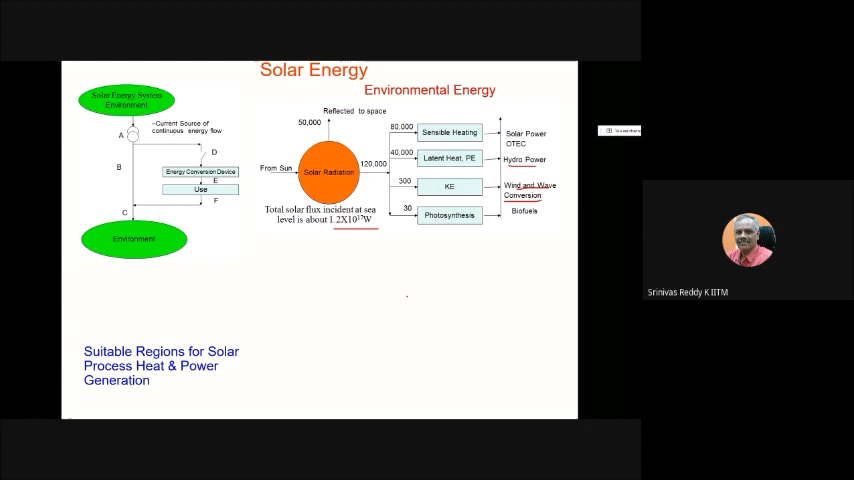 Solar Energy
Environmental Energy
Solar Energy System
Environment
–Current Source of
continuous energy flow
A
B
C
D
Energy Conversion Device
E
Use
F
Environment
Reflected to space
50,000
From Sun
Solar Radiation
120,000
80,000
Sensible Heating
Solar Power
OTEC
40,000
Latent Heat, PE
Hydro Power
300
KE
Wind and Wave
Conversion
30
Photosynthesis
Biofuels
Total solar flux incident at sea
level is about 1.2X10¹⁷W
Suitable Regions for Solar
Process Heat & Power
Generation
Srinivas Reddy K IITM